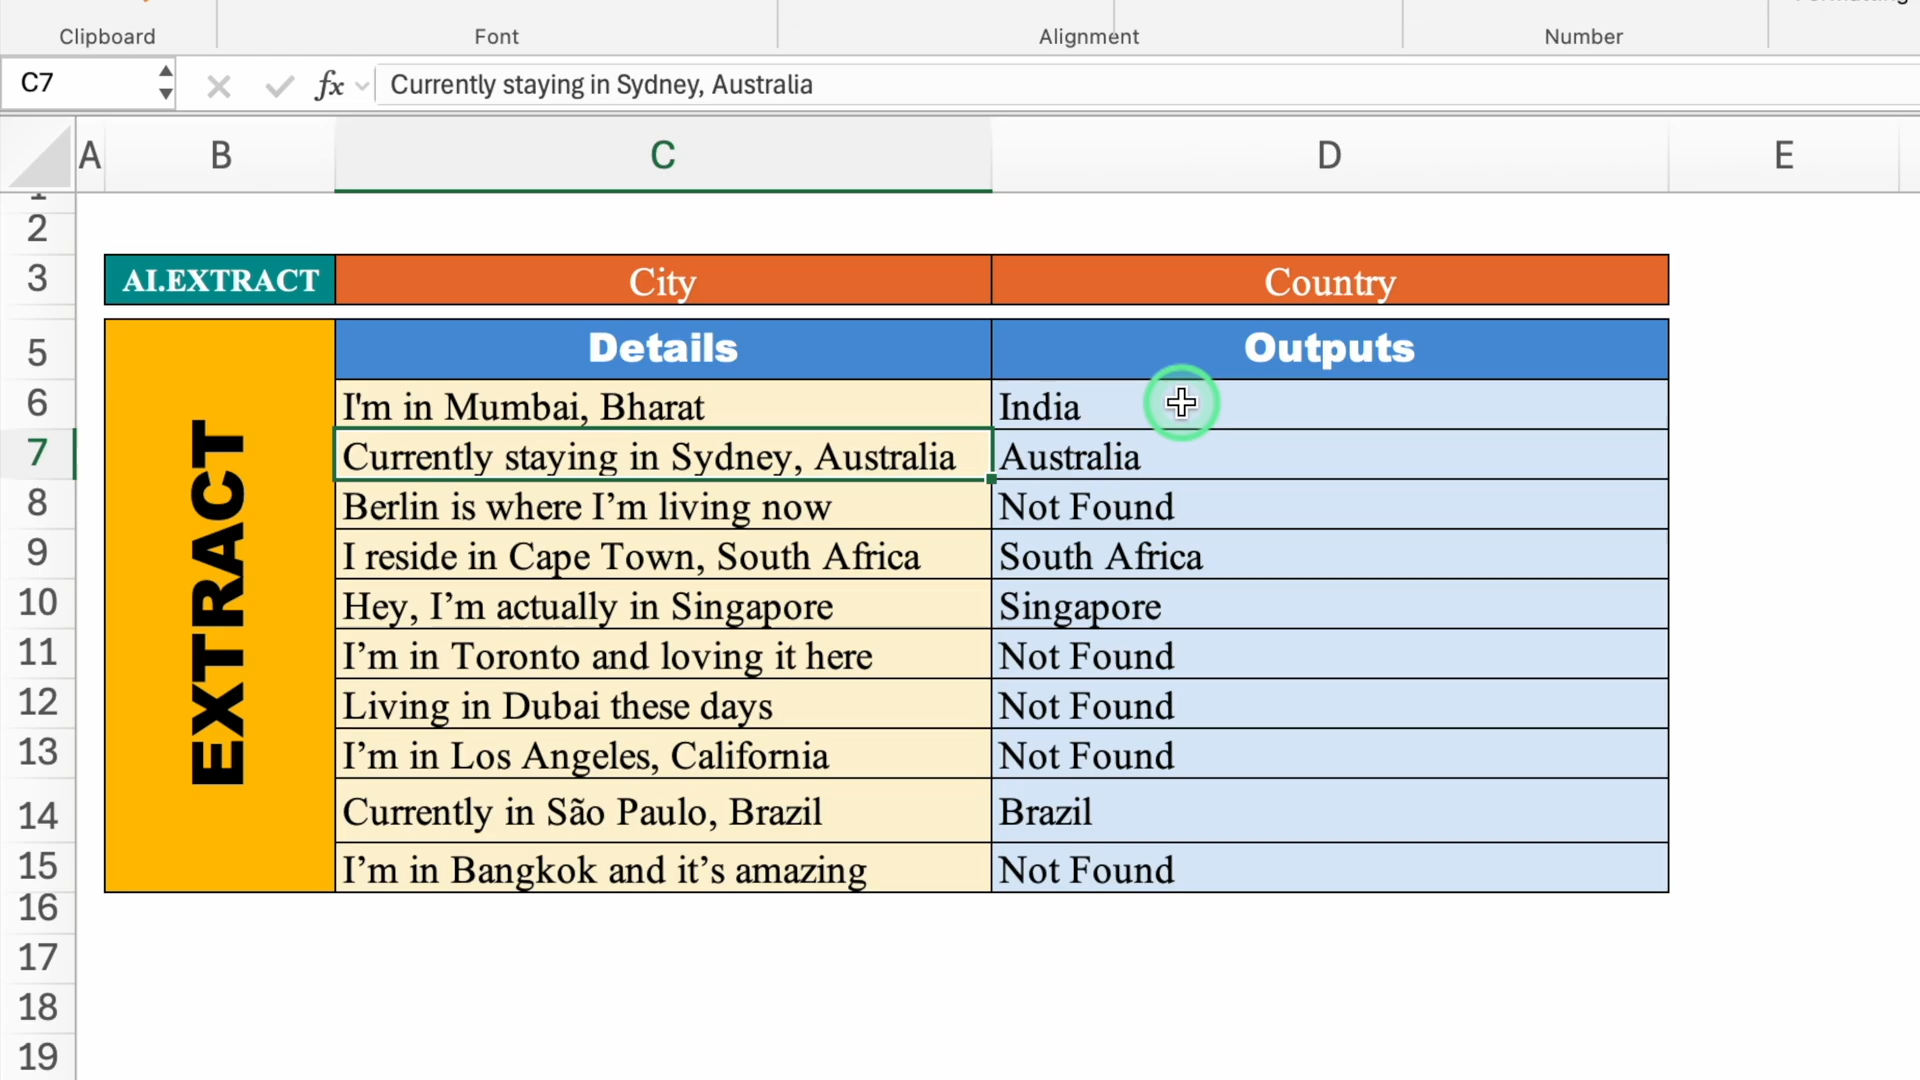 Clipboard
Font
Alignment
Number
C7
fx
Currently staying in Sydney, Australia
A
B
C
D
E
1
2
3
AI.EXTRACT
City
Country
5
Details
Outputs
6
I'm in Mumbai, Bharat
India
7
Currently staying in Sydney, Australia
Australia
8
Berlin is where I’m living now
Not Found
9
I reside in Cape Town, South Africa
South Africa
10
Hey, I’m actually in Singapore
Singapore
11
I’m in Toronto and loving it here
Not Found
12
Living in Dubai these days
Not Found
13
I’m in Los Angeles, California
Not Found
14
Currently in São Paulo, Brazil
Brazil
15
I’m in Bangkok and it’s amazing
Not Found
EXTRACT
16
17
18
19